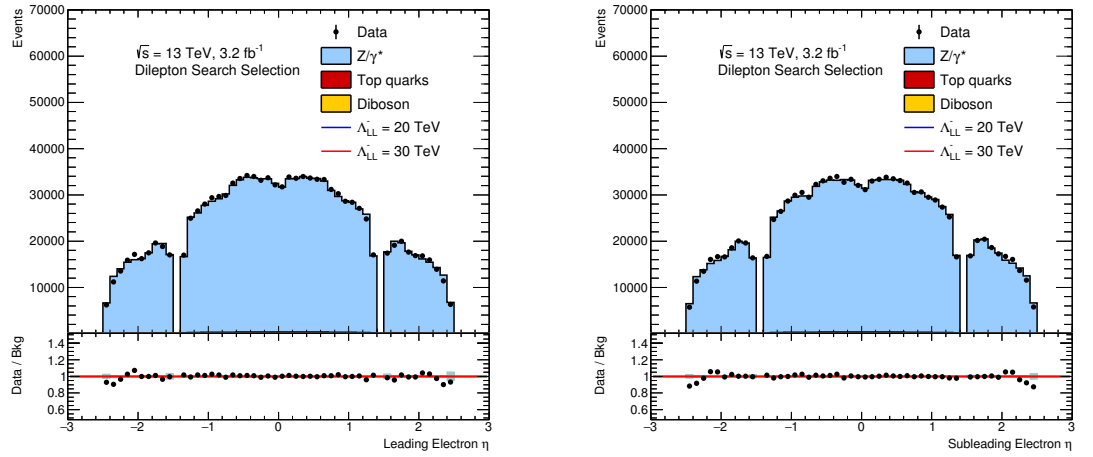 Events
70000
60000
50000
40000
30000
20000
10000
√s = 13 TeV, 3.2 fb⁻¹
Dilepton Search Selection
Data
Z/γ*
Top quarks
Diboson
Λ⁻LL = 20 TeV
Λ⁻LL = 30 TeV
Data / Bkg
1.4
1.2
1
0.8
0.6
−3 −2 −1 0 1 2 3
Leading Electron η
Events
70000
60000
50000
40000
30000
20000
10000
√s = 13 TeV, 3.2 fb⁻¹
Dilepton Search Selection
Data
Z/γ*
Top quarks
Diboson
Λ⁻LL = 20 TeV
Λ⁻LL = 30 TeV
Data / Bkg
1.4
1.2
1
0.8
0.6
−3 −2 −1 0 1 2 3
Subleading Electron η